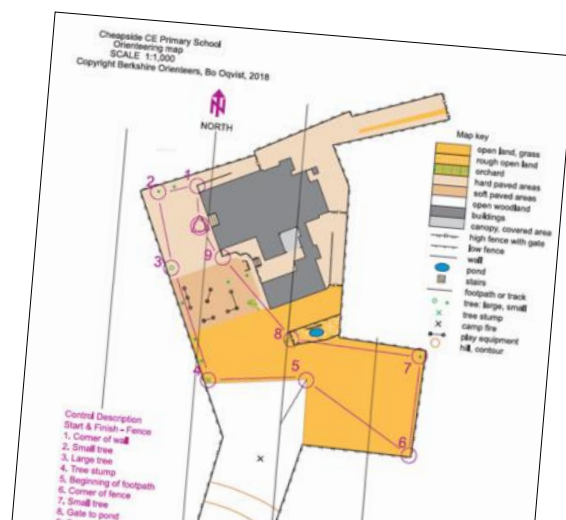 Cheapside CE Primary School
Orienteering map
SCALE 1:1,000
Copyright Berkshire Orienteers, Bo Oqvist, 2018
N
NORTH
Map key
open land, grass
rough open land
orchard
hard paved areas
soft paved areas
open woodland
buildings
canopy, covered area
high fence with gate
low fence
wall
pond
stairs
footpath or track
tree: large, small
tree stump
camp fire
play equipment
hill, contour
1
2
9
3
8
7
4
5
6
Control Description
Start & Finish - Fence
1. Corner of wall
2. Small tree
3. Large tree
4. Tree stump
5. Beginning of footpath
6. Corner of fence
7. Small tree
8. Gate to pond